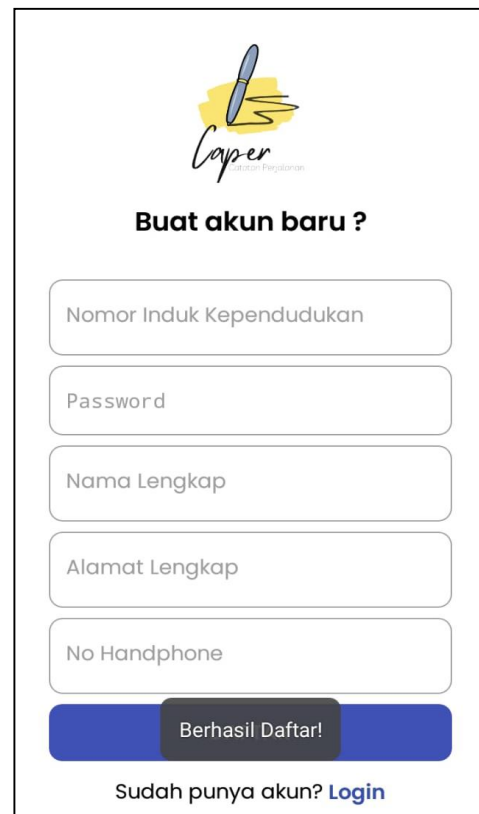 Caper
Catatan Perjalanan
Buat akun baru ?
Nomor Induk Kependudukan
Password
Nama Lengkap
Alamat Lengkap
No Handphone
Berhasil Daftar!
Sudah punya akun? Login